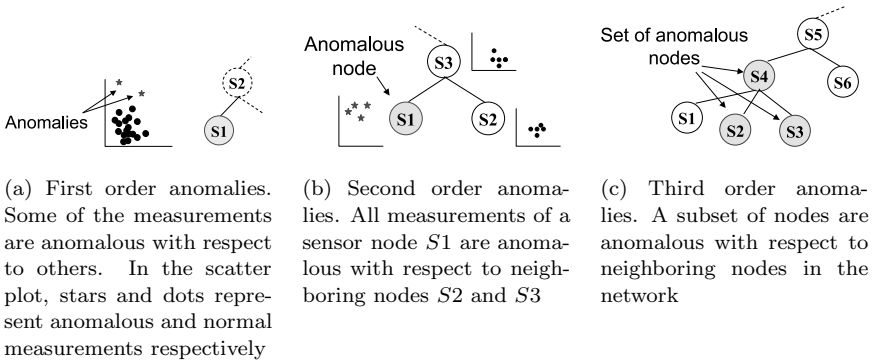 S2
S1
Anomalies
Anomalous
node
S3
S1
S2
Set of anomalous
nodes
S5
S4
S6
S1
S2
S3
(a) First order anomalies.
Some of the measurements
are anomalous with respect
to others. In the scatter
plot, stars and dots repre-
sent anomalous and normal
measurements respectively
(b) Second order anoma-
lies. All measurements of a
sensor node S1 are anoma-
lous with respect to neigh-
boring nodes S2 and S3
(c) Third order anoma-
lies. A subset of nodes are
anomalous with respect to
neighboring nodes in the
network